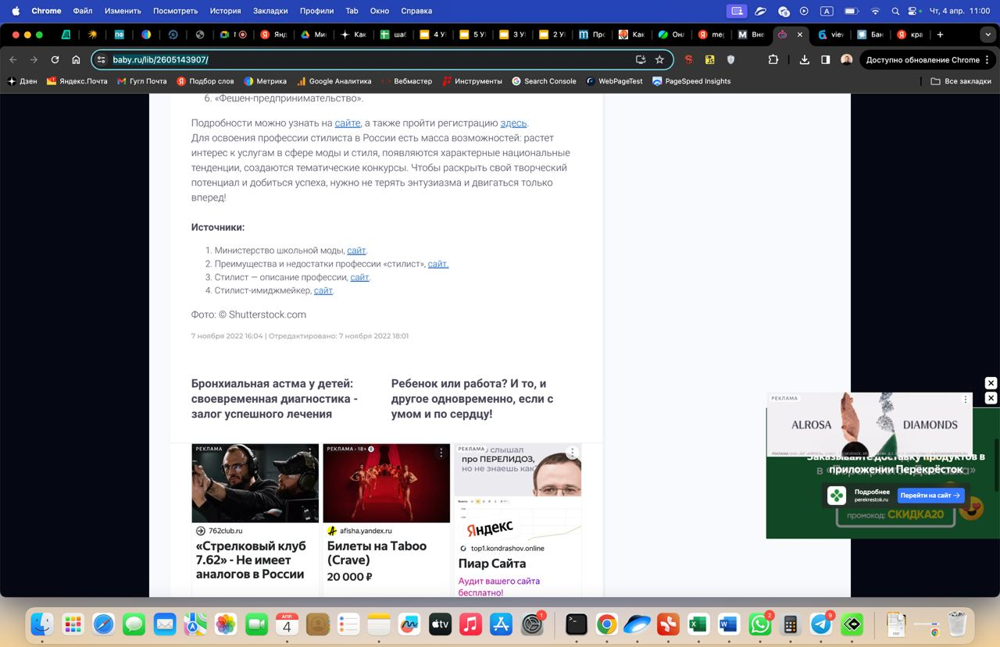 Chrome Файл Изменить Посмотреть История Закладки Профили Tab Окно Справка
A
Чт, 4 апр. 11:00
Янд
Как
шаб
4 У
5 У
3 У
2 У
Как
Внє
view
Бан
кра
baby.ru/lib/2605143907/
Доступно обновление Chrome
Дзен Яндекс.Почта Гугл Почта Подбор слов Метрика Google Аналитика Вебмастер Инструменты Search Console WebPageTest PageSpeed Insights Все закладки
6. «Фешен-предпринимательство».
Подробности можно узнать на сайте, а также пройти регистрацию здесь.
Для освоения профессии стилиста в России есть масса возможностей: растет
интерес к услугам в сфере моды и стиля, появляются характерные национальные
тенденции, создаются тематические конкурсы. Чтобы раскрыть свой творческий
потенциал и добиться успеха, нужно не терять энтузиазма и двигаться только
вперед!
Источники:
1. Министерство школьной моды, сайт.
2. Преимущества и недостатки профессии «стилист», сайт.
3. Стилист — описание профессии, сайт.
4. Стилист-имиджмейкер, сайт.
Фото: © Shutterstock.com
7 ноября 2022 16:04 | Отредактировано: 7 ноября 2022 18:01
Бронхиальная астма у детей:
своевременная диагностика -
залог успешного лечения
Ребенок или работа? И то, и
другое одновременно, если с
умом и по сердцу!
РЕКЛАМА
762club.ru
«Стрелковый клуб
7.62» - Не имеет
аналогов в России
РЕКЛАМА • 18+
afisha.yandex.ru
Билеты на Taboo
(Crave)
20 000 ₽
РЕКЛАМА
слышал
про ПЕРЕЛИДОЗ,
но не знаешь как
Яндекс
top1.kondrashov.online
Пиар Сайта
Аудит вашего сайта
бесплатно!
РЕКЛАМА
ALROSA DIAMONDS
Заказывайте доставку продуктов в
приложении Перекрёсток
Подробнее
perekrestok.ru
Перейти на сайт →
промокод: СКИДКА20
АПР.
4
tv
1
2
9
PDF